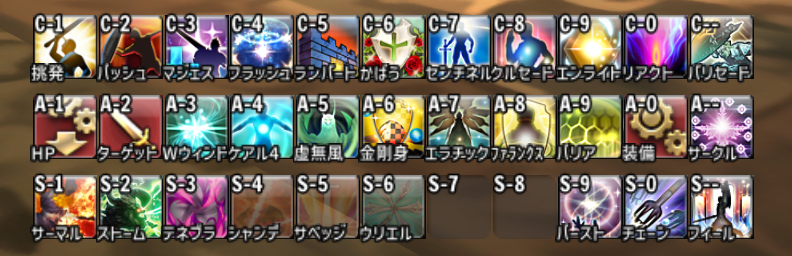 C-1 C-2 C-3 C-4 C-5 C-6 C-7 C-8 C-9 C-0 C--
挑発 バッシュ マジェス フラッシュ ランパート かばう センチネル クルセード エンライト リアクト パリセード
A-1 A-2 A-3 A-4 A-5 A-6 A-7 A-8 A-9 A-0 A--
HP ターゲット Wウィンド ケアル4 虚無風 金剛身 エラチック ファランクス バリア 装備 サークル
S-1 S-2 S-3 S-4 S-5 S-6 S-7 S-8 S-9 S-0 S--
サーマル ストーム テネブラ シャンデ サベッジ ウリエル バースト チェーン フィール